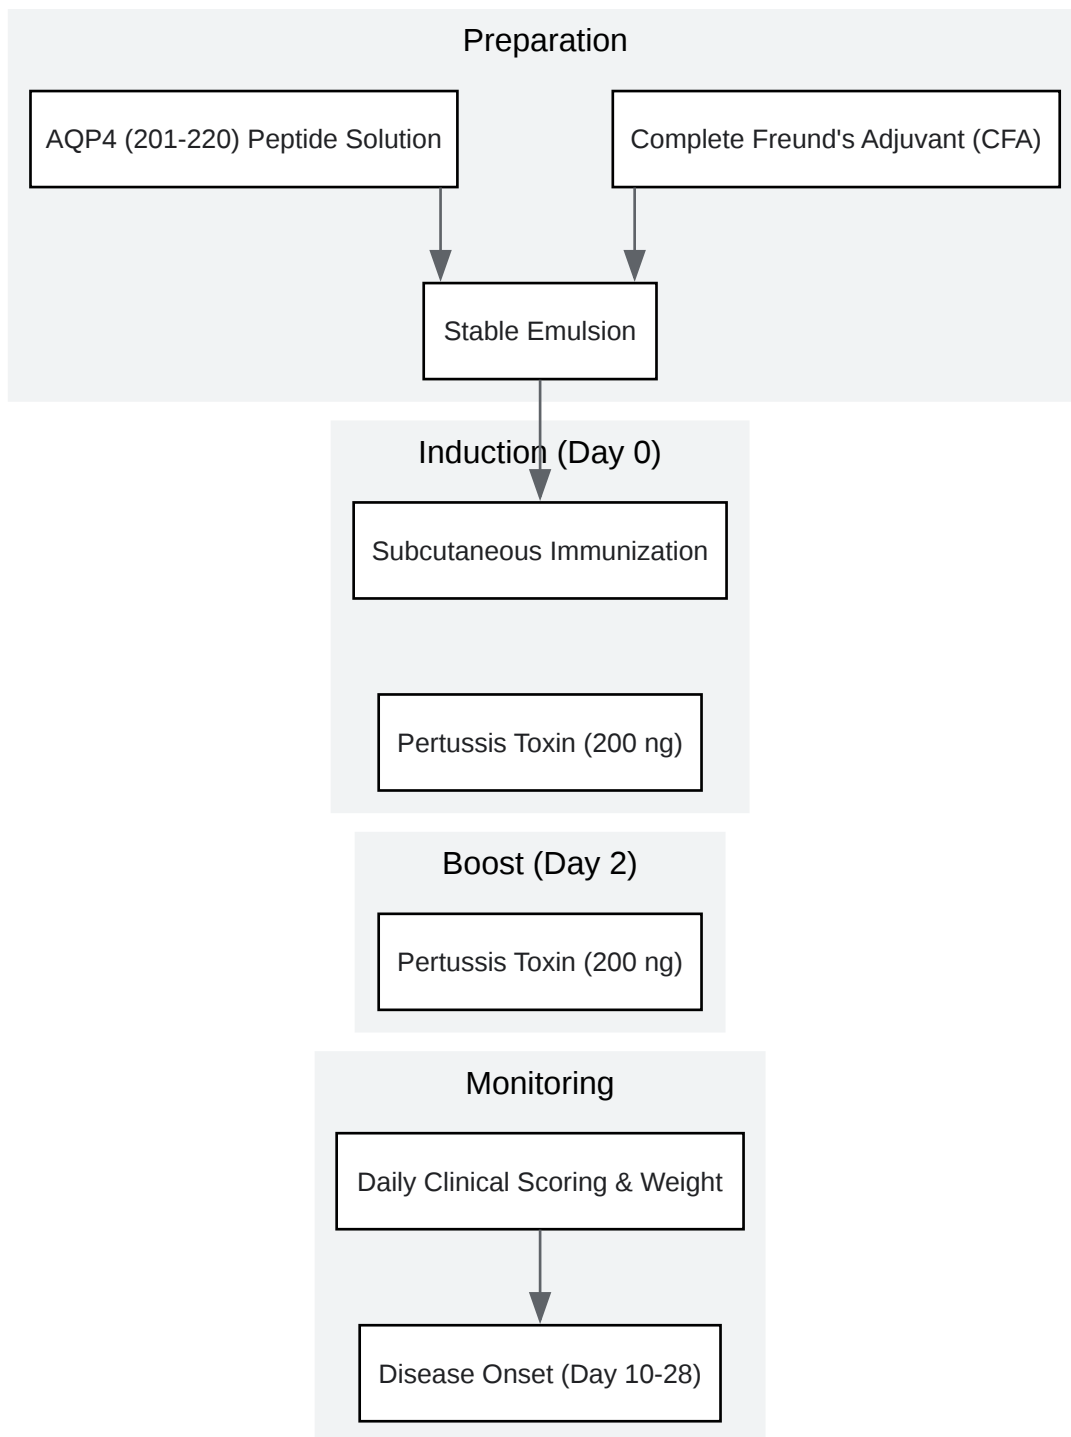 Preparation
AQP4 (201-220) Peptide Solution
Complete Freund's Adjuvant (CFA)
Stable Emulsion
Induction (Day 0)
Subcutaneous Immunization
Pertussis Toxin (200 ng)
Boost (Day 2)
Pertussis Toxin (200 ng)
Monitoring
Daily Clinical Scoring & Weight
Disease Onset (Day 10-28)